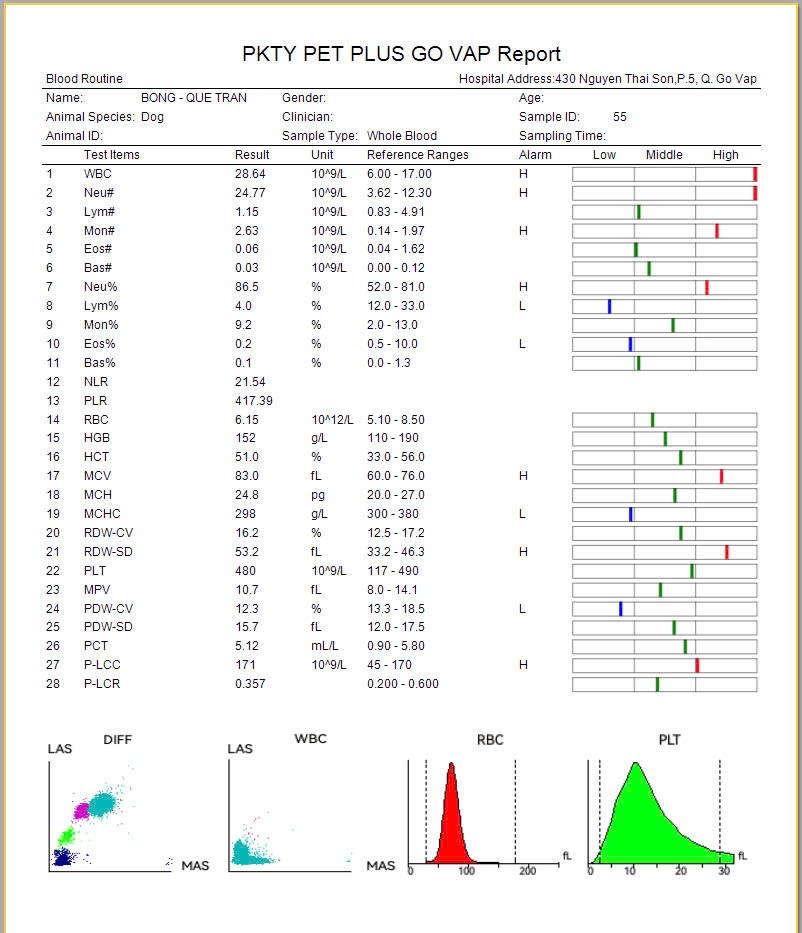 PKTY PET PLUS GO VAP Report
Blood Routine Hospital Address:430 Nguyen Thai Son,P.5, Q. Go Vap
Name: BONG - QUE TRAN Gender: Age:
Animal Species: Dog Clinician: Sample ID: 55
Animal ID: Sample Type: Whole Blood Sampling Time:
Test Items Result Unit Reference Ranges Alarm Low Middle High
1 WBC 28.64 10^9/L 6.00 - 17.00 H
2 Neu# 24.77 10^9/L 3.62 - 12.30 H
3 Lym# 1.15 10^9/L 0.83 - 4.91
4 Mon# 2.63 10^9/L 0.14 - 1.97 H
5 Eos# 0.06 10^9/L 0.04 - 1.62
6 Bas# 0.03 10^9/L 0.00 - 0.12
7 Neu% 86.5 % 52.0 - 81.0 H
8 Lym% 4.0 % 12.0 - 33.0 L
9 Mon% 9.2 % 2.0 - 13.0
10 Eos% 0.2 % 0.5 - 10.0 L
11 Bas% 0.1 % 0.0 - 1.3
12 NLR 21.54
13 PLR 417.39
14 RBC 6.15 10^12/L 5.10 - 8.50
15 HGB 152 g/L 110 - 190
16 HCT 51.0 % 33.0 - 56.0
17 MCV 83.0 fL 60.0 - 76.0 H
18 MCH 24.8 pg 20.0 - 27.0
19 MCHC 298 g/L 300 - 380 L
20 RDW-CV 16.2 % 12.5 - 17.2
21 RDW-SD 53.2 fL 33.2 - 46.3 H
22 PLT 480 10^9/L 117 - 490
23 MPV 10.7 fL 8.0 - 14.1
24 PDW-CV 12.3 % 13.3 - 18.5 L
25 PDW-SD 15.7 fL 12.0 - 17.5
26 PCT 5.12 mL/L 0.90 - 5.80
27 P-LCC 171 10^9/L 45 - 170 H
28 P-LCR 0.357 0.200 - 0.600
DIFF WBC RBC PLT
LAS LAS
fL fL
MAS MAS
0 100 200 0 10 20 30